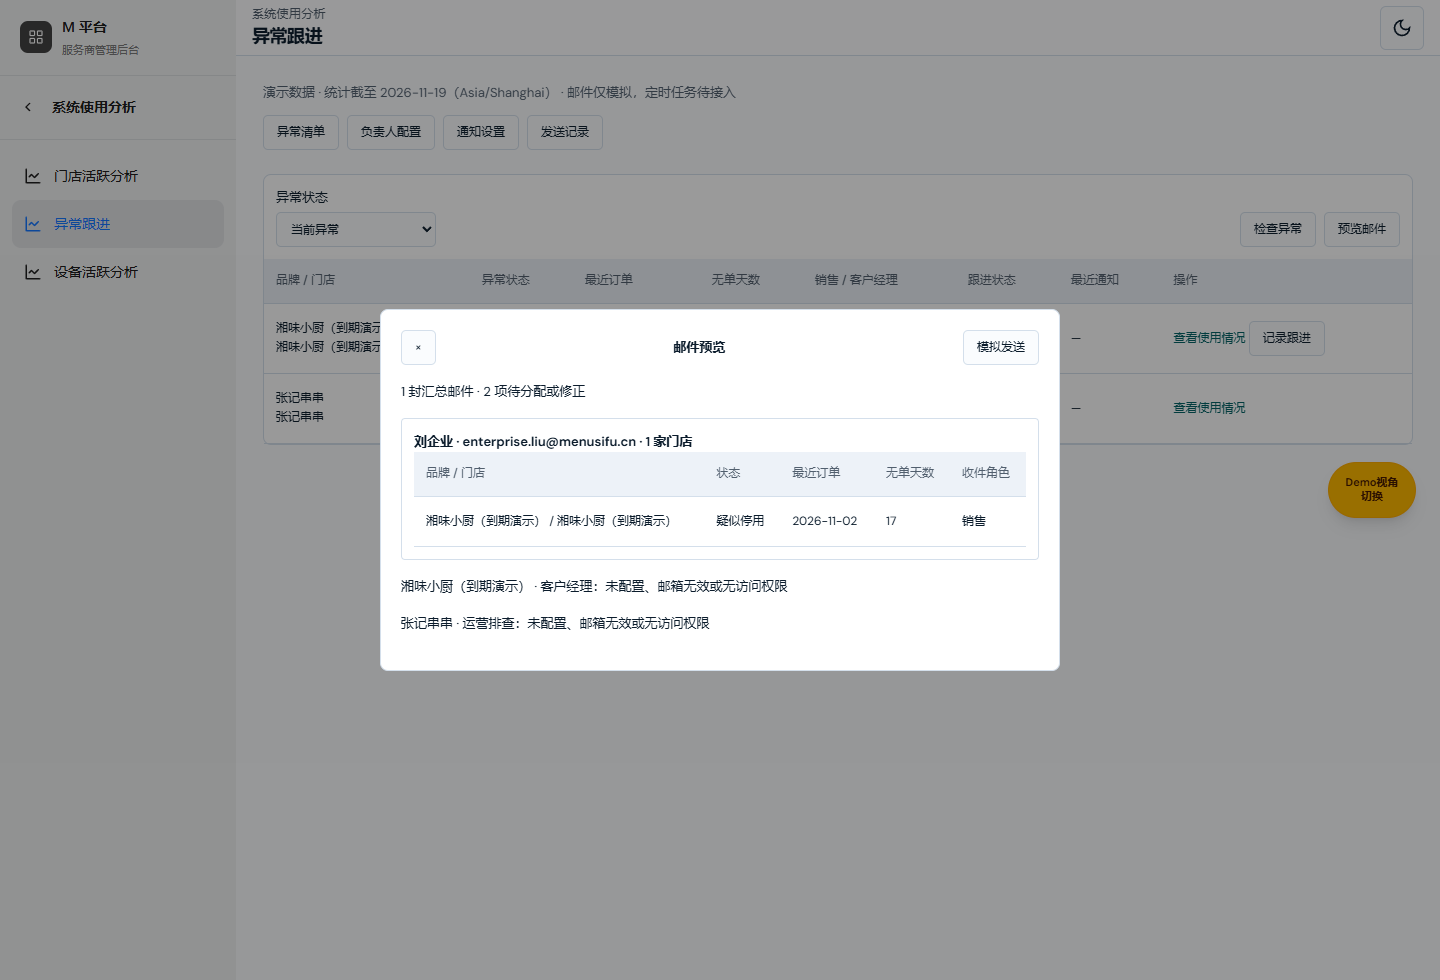 M 平台
服务商管理后台
系统使用分析
门店活跃分析
异常跟进
设备活跃分析
系统使用分析
异常跟进
演示数据 · 统计截至 2026-11-19（Asia/Shanghai） · 邮件仅模拟，定时任务待接入
异常清单 负责人配置 通知设置 发送记录
异常状态
当前异常 检查异常 预览邮件
品牌 / 门店 异常状态 最近订单 无单天数 销售 / 客户经理 跟进状态 最近通知 操作
湘味小厨（到期演示
湘味小厨（到期演示
— 查看使用情况 记录跟进
张记串串
张记串串
— 查看使用情况
× 邮件预览 模拟发送
1 封汇总邮件 · 2 项待分配或修正
刘企业 · enterprise.liu@menusifu.cn · 1 家门店
品牌 / 门店 状态 最近订单 无单天数 收件角色
湘味小厨（到期演示） / 湘味小厨（到期演示） 疑似停用 2026-11-02 17 销售
湘味小厨（到期演示） · 客户经理：未配置、邮箱无效或无访问权限
张记串串 · 运营排查：未配置、邮箱无效或无访问权限
Demo视角
切换